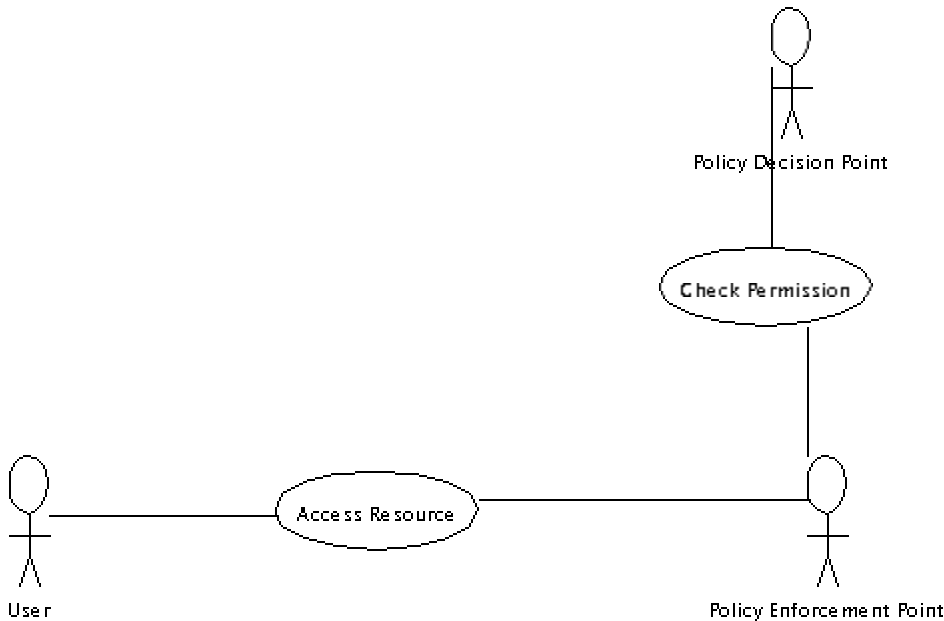 Policy Decision Point
Check Permission
Access Resource
User
Policy Enforcement Point